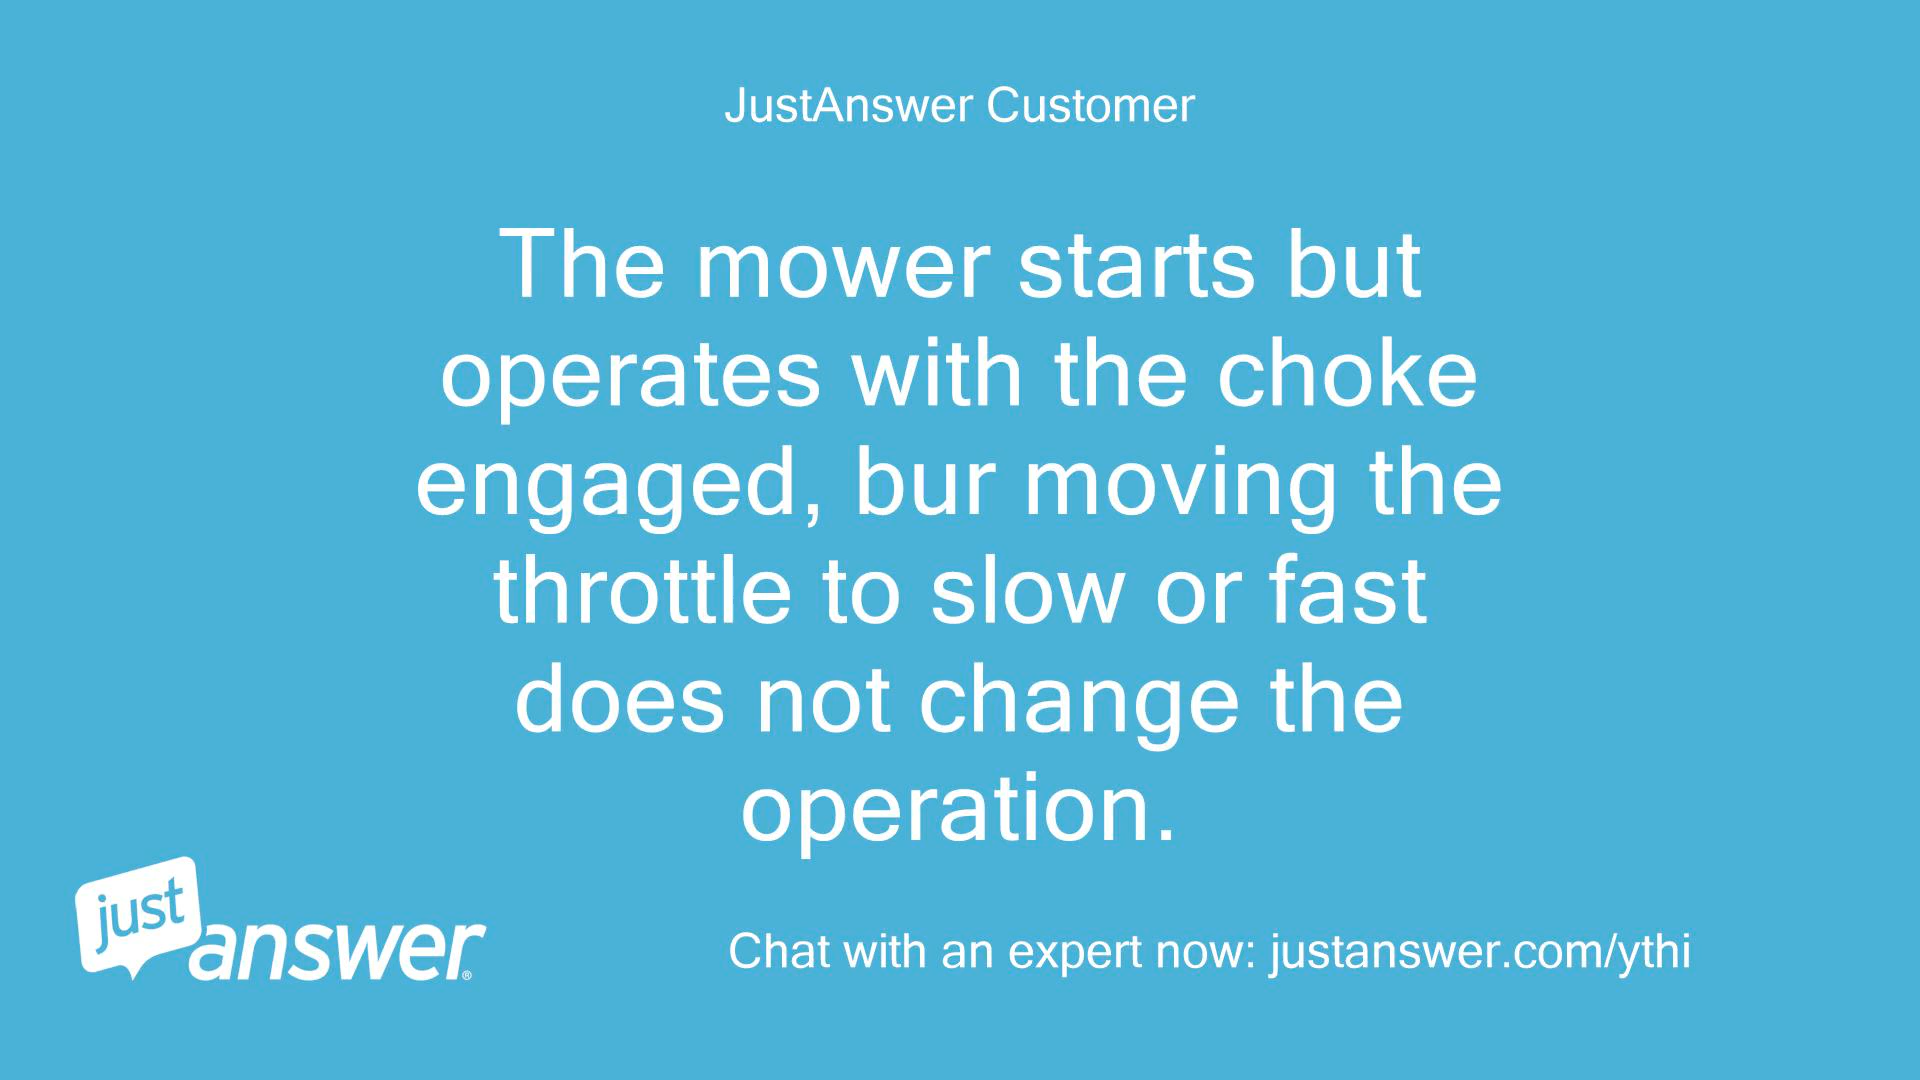 JustAnswer Customer
The mower starts but
operates with the choke
engaged, bur moving the
throttle to slow or fast
does not change the
operation.
just
answer®
Chat with an expert now: justanswer.com/ythi